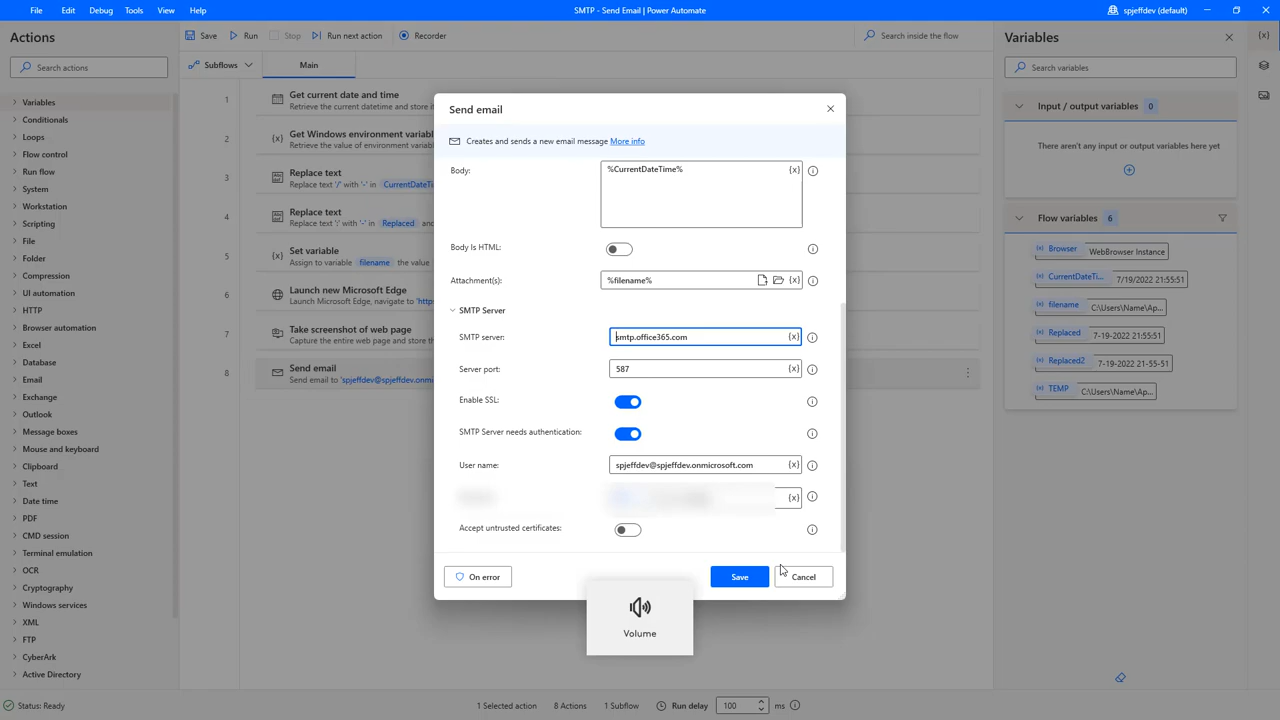 File Edit Debug Tools View Help
SMTP - Send Email | Power Automate
spjeffdev (default)
Actions
Search actions
Variables
Conditionals
Loops
Flow control
Run flow
System
Workstation
Scripting
File
Folder
Compression
UI automation
HTTP
Browser automation
Excel
Database
Email
Exchange
Outlook
Message boxes
Mouse and keyboard
Clipboard
Text
Date time
PDF
CMD session
Terminal emulation
OCR
Cryptography
Windows services
XML
FTP
CyberArk
Active Directory
Save Run Stop Run next action Recorder
Search inside the flow
Subflows Main
1 Get current date and time
Retrieve the current datetime and store i
2 Get Windows environment variab
Retrieve the value of environment variab
3 Replace text
Replace text '/' with '-' in CurrentDateTi
4 Replace text
Replace text ':' with '-' in Replaced and
5 Set variable
Assign to variable filename the value
6 Launch new Microsoft Edge
Launch Microsoft Edge, navigate to 'http
7 Take screenshot of web page
Capture the entire web page and store th
8 Send email
Send email to 'spjeffdev@spjeffdev.onmi
Send email
Creates and sends a new email message More info
Body: %CurrentDateTime% {x}
Body Is HTML:
Attachment(s): %filename% {x}
SMTP Server
SMTP server: smtp.office365.com {x}
Server port: 587 {x}
Enable SSL:
SMTP Server needs authentication:
User name: spjeffdev@spjeffdev.onmicrosoft.com {x}
{x}
Accept untrusted certificates:
On error Save Cancel
Volume
Variables
{x}
Search variables
Input / output variables 0
There aren't any input or output variables here yet
Flow variables 6
(x) Browser WebBrowser Instance
(x) CurrentDateTi... 7/19/2022 21:55:51
(x) filename C:\Users\Name\Ap...
(x) Replaced 7-19-2022 21:55:51
(x) Replaced2 7-19-2022 21-55-51
(x) TEMP C:\Users\Name\Ap...
Status: Ready
1 Selected action 8 Actions 1 Subflow Run delay 100 ms